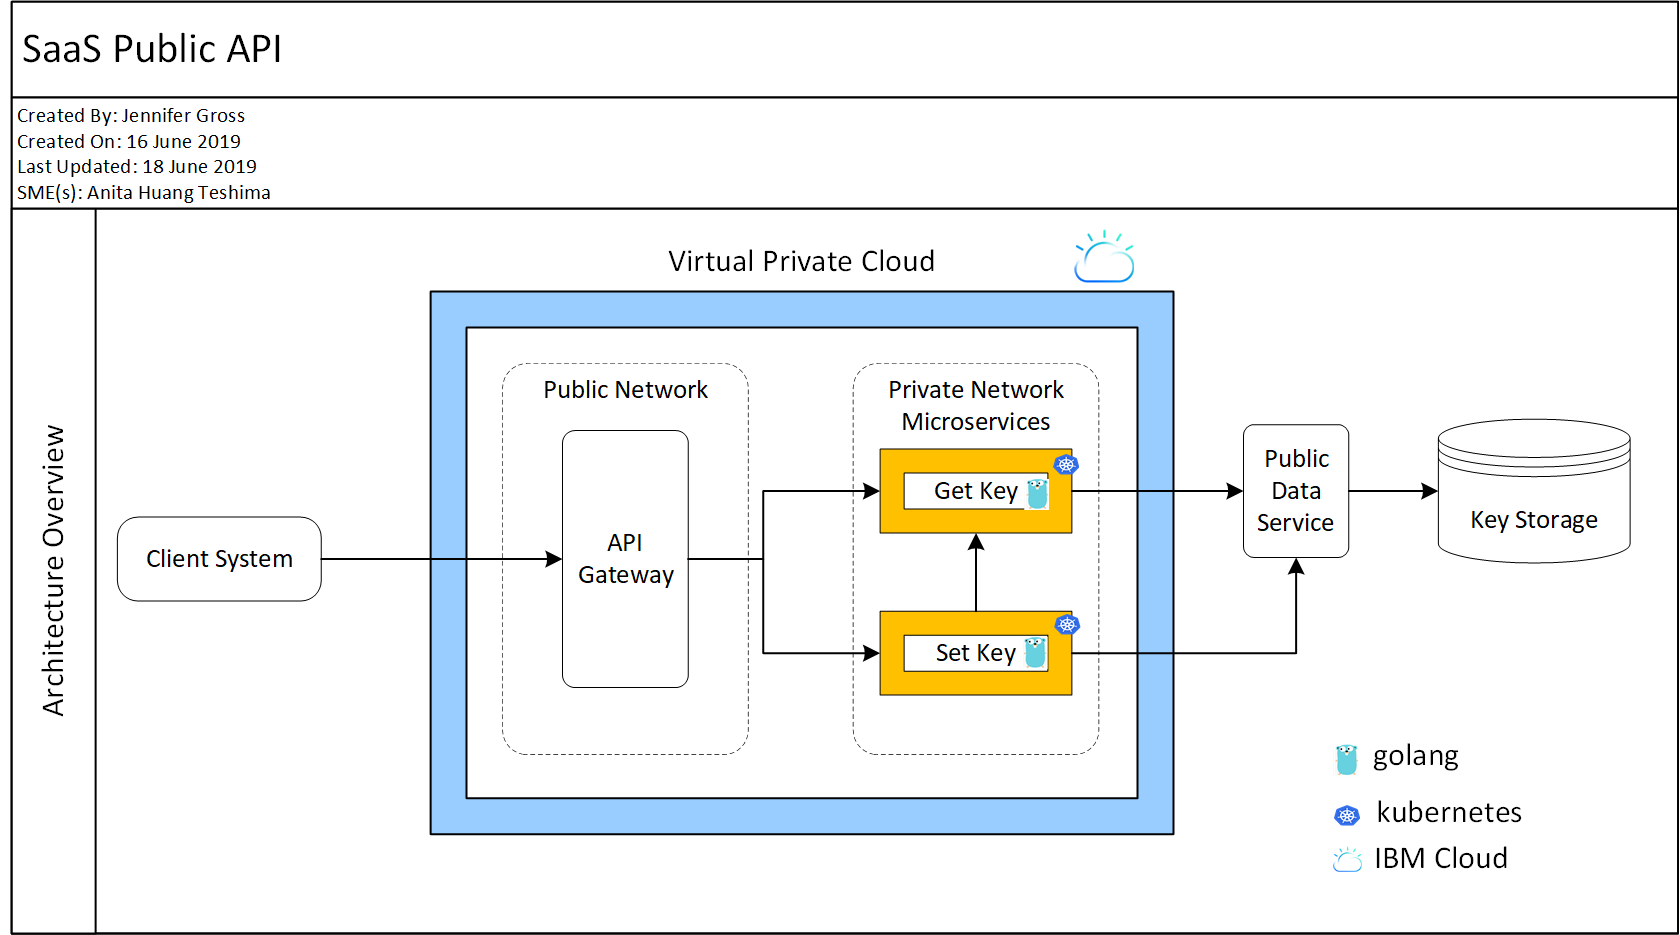 SaaS Public API
Created By: Jennifer Gross
Created On: 16 June 2019
Last Updated: 18 June 2019
SME(s): Anita Huang Teshima
Architecture Overview
Virtual Private Cloud
Public Network
Private Network
Microservices
Client System
API
Gateway
Get Key
Set Key
Public
Data
Service
Key Storage
golang
kubernetes
IBM Cloud